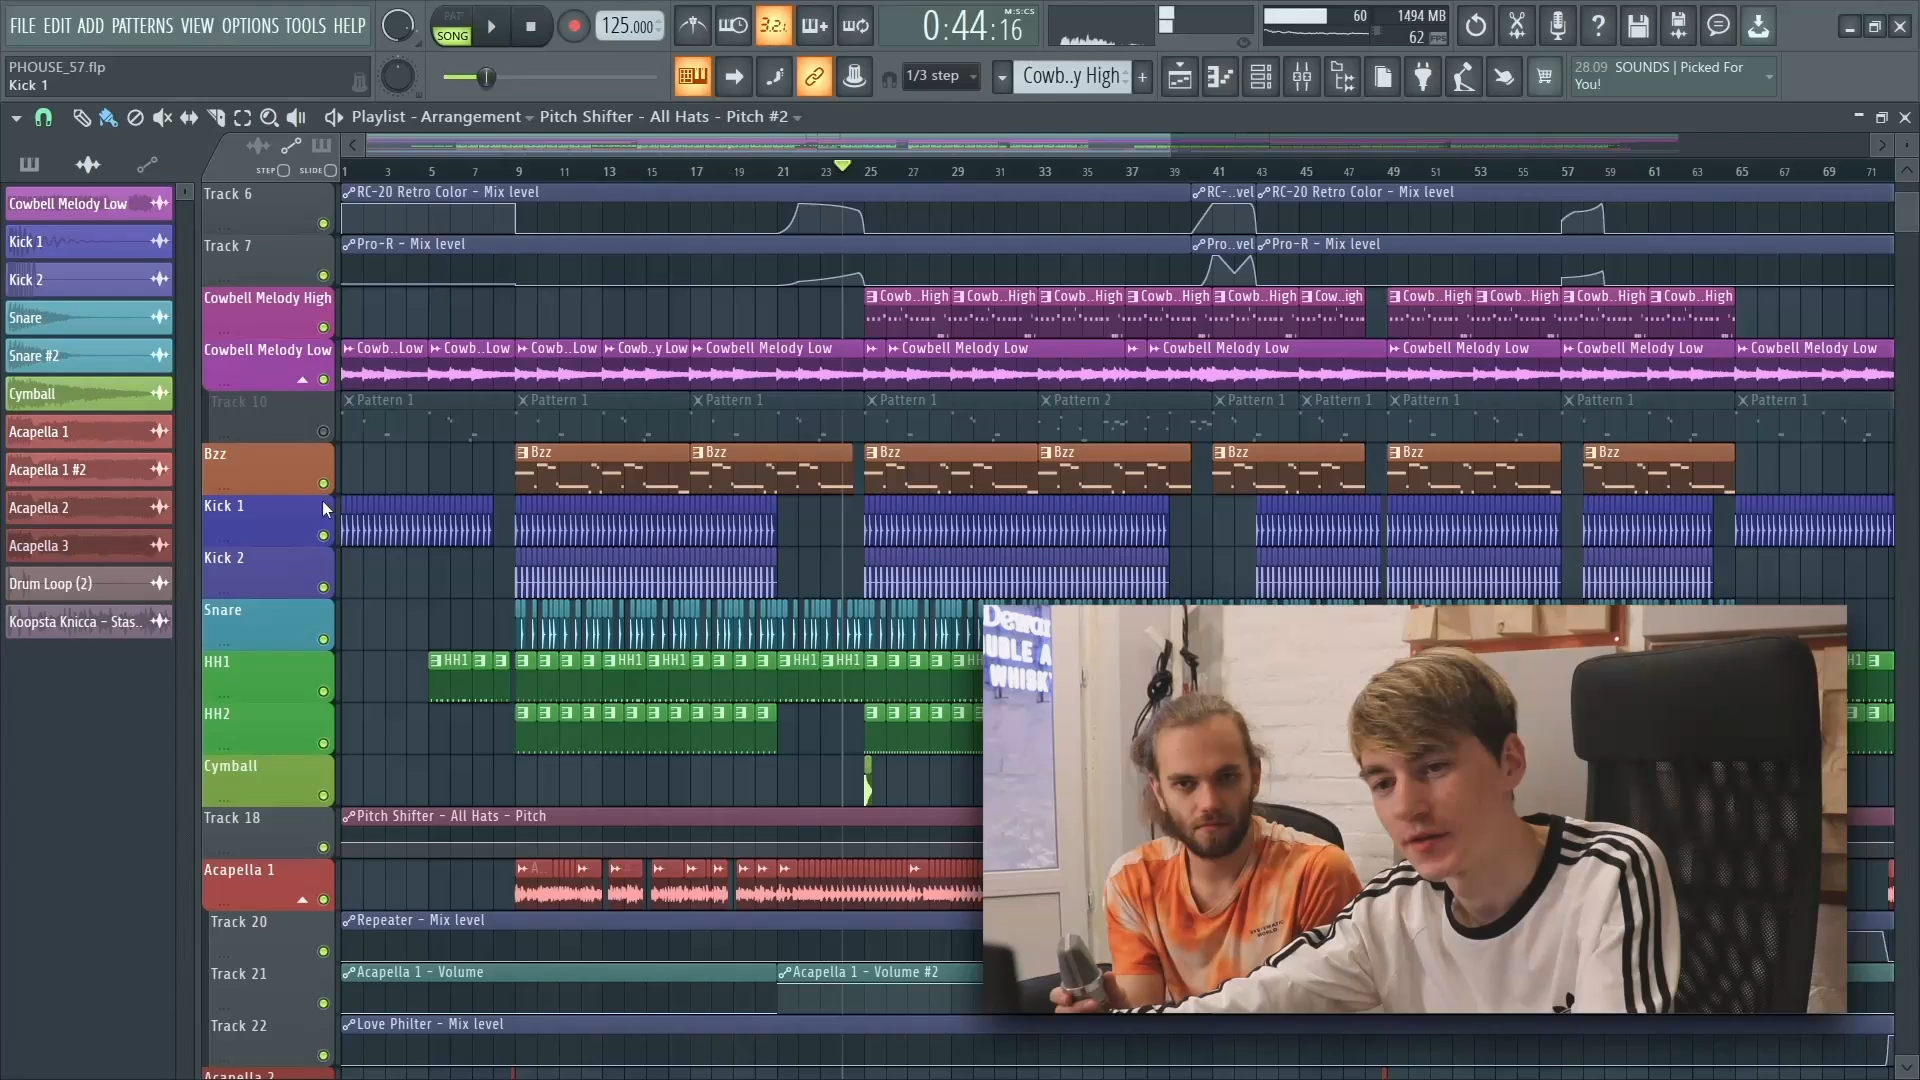 FILE EDIT ADD PATTERNS VIEW OPTIONS TOOLS HELP
PAT
SONG
125.000
3.2.
0:44:16
M:S:CS
60
1494 MB
62
FPS
PHOUSE_57.flp
Kick 1
1/3 step
Cowb..y High
28.09 SOUNDS | Picked For
You!
Playlist - Arrangement
Pitch Shifter - All Hats - Pitch #2
STEP
SLIDE
1 3 5 7 9 11 13 15 17 19 21 23 25 27 29 31 33 35 37 39 41 43 45 47 49 51 53 55 57 59 61 63 65 67 69 71
Cowbell Melody Low
Kick 1
Kick 2
Snare
Snare #2
Cymball
Acapella 1
Acapella 1 #2
Acapella 2
Acapella 3
Drum Loop (2)
Koopsta Knicca - Stas..
Track 6
RC-20 Retro Color - Mix level
RC-..vel
RC-20 Retro Color - Mix level
Track 7
Pro-R - Mix level
Pro..vel
Pro-R - Mix level
Cowbell Melody High
Cowb..High Cowb..High Cowb..High Cowb..High Cowb..High Cow..igh Cowb..High Cowb..High Cowb..High Cowb..High
Cowbell Melody Low
Cowb..Low Cowb..Low Cowb..Low Cowb..y Low Cowbell Melody Low Cowbell Melody Low Cowbell Melody Low Cowbell Melody Low Cowbell Melody Low Cowbell Melody Low
Track 10
Pattern 1 Pattern 1 Pattern 1 Pattern 1 Pattern 2 Pattern 1 Pattern 1 Pattern 1 Pattern 1 Pattern 1
Bzz
Bzz Bzz Bzz Bzz Bzz Bzz Bzz
Kick 1
Kick 2
Snare
HH1
HH1 HH1 HH1 HH1 HH1
HH2
Cymball
Track 18
Pitch Shifter - All Hats - Pitch
Acapella 1
A..
Track 20
Repeater - Mix level
Track 21
Acapella 1 - Volume
Acapella 1 - Volume #2
Track 22
Love Philter - Mix level
Acapella 2
Dewar
UBLE A
WHISK
SYSTEMATIC
WORLD